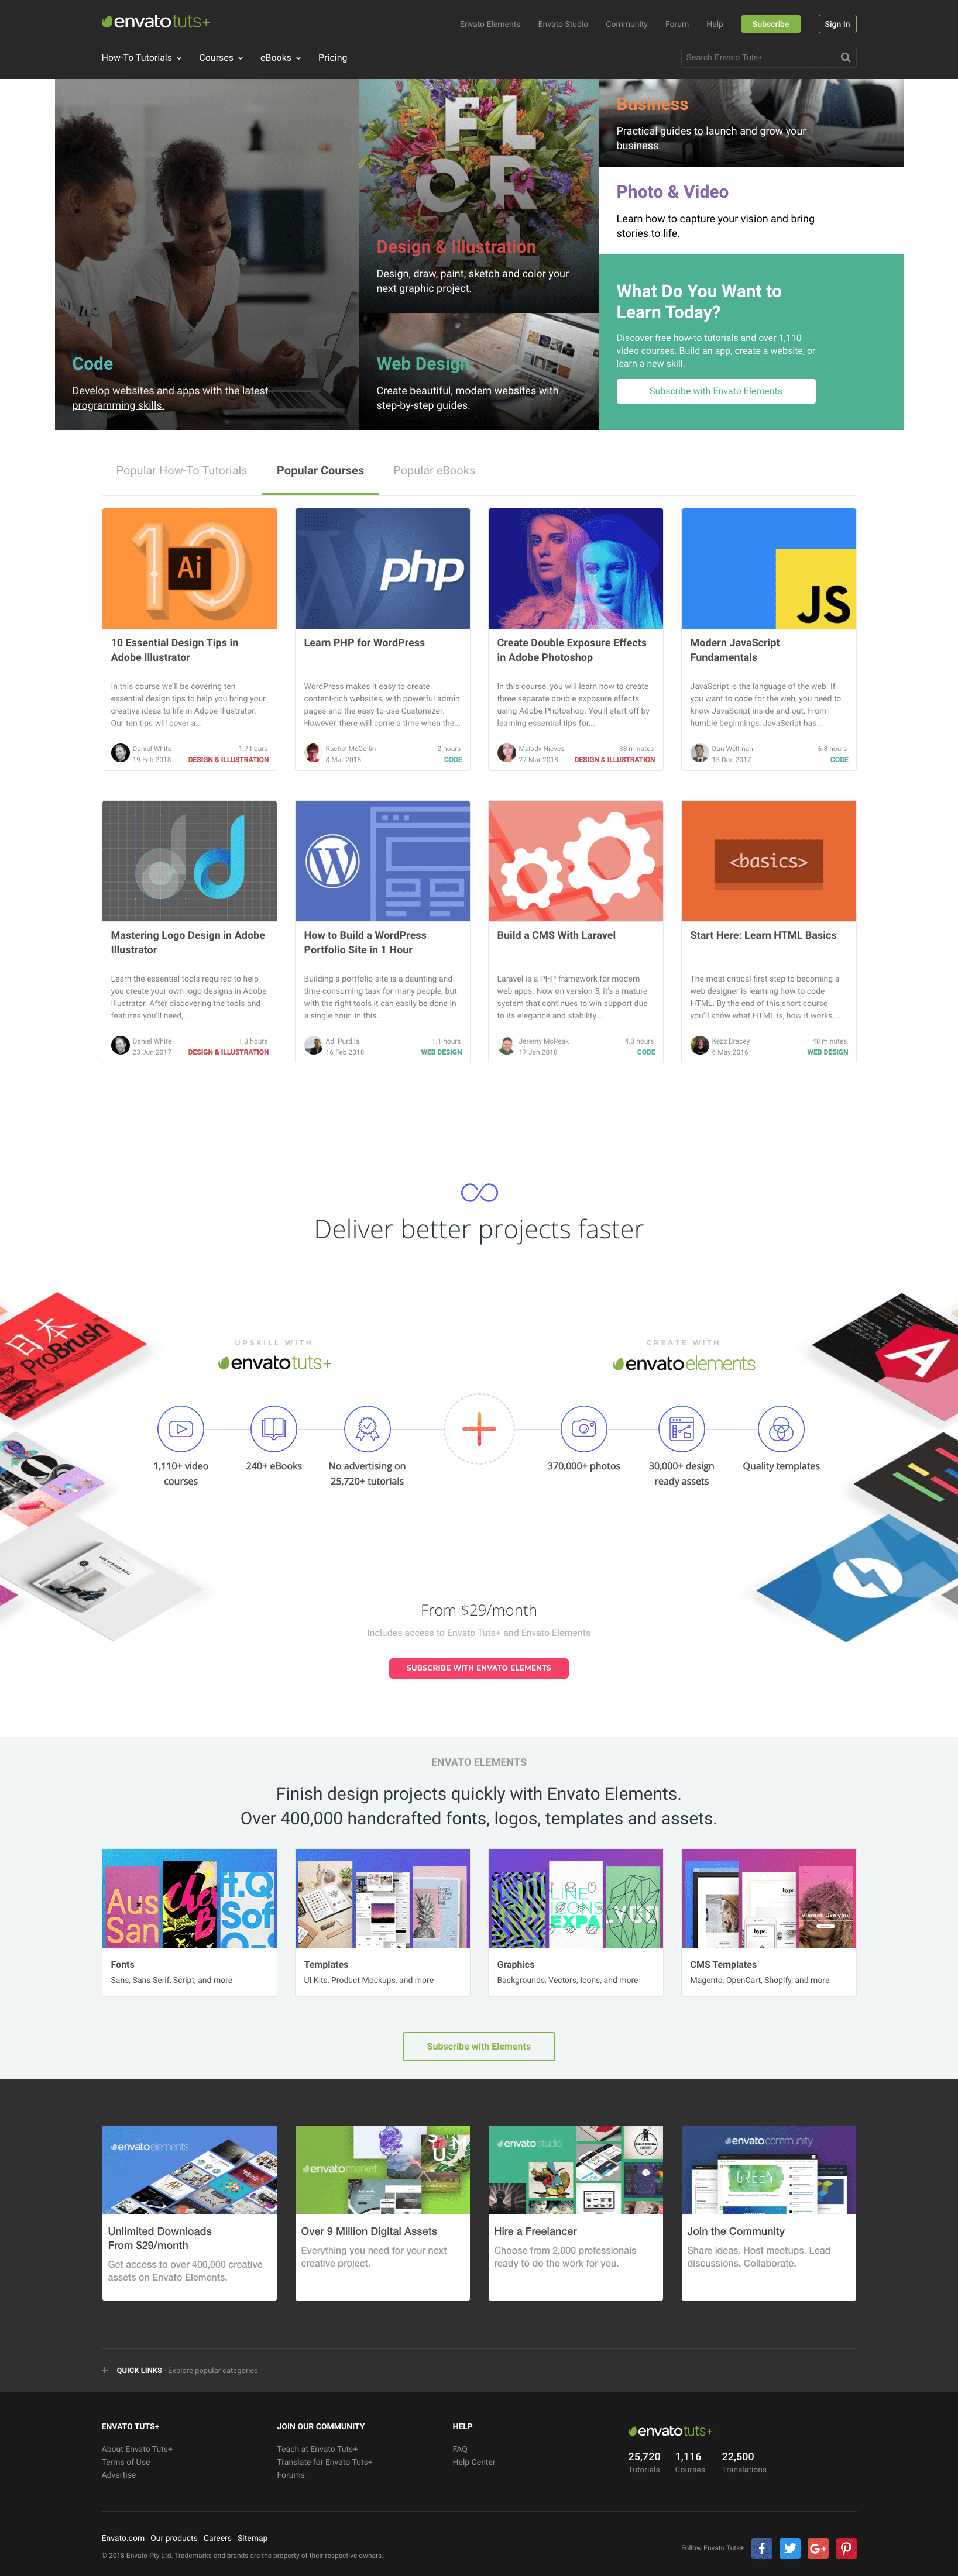 envatotuts+
Envato Elements
Envato Studio
Community
Forum
Help
Subscribe
Sign In
How-To Tutorials
Courses
eBooks
Pricing
Search Envato Tuts+
Code
Develop websites and apps with the latest
programming skills.
FL
OR
AL
Design & Illustration
Design, draw, paint, sketch and color your
next graphic project.
Web Design
Create beautiful, modern websites with
step-by-step guides.
Business
Practical guides to launch and grow your
business.
Photo & Video
Learn how to capture your vision and bring
stories to life.
What Do You Want to
Learn Today?
Discover free how-to tutorials and over 1,110
video courses. Build an app, create a website, or
learn a new skill.
Subscribe with Envato Elements
Popular How-To Tutorials
Popular Courses
Popular eBooks
10
Ai
10 Essential Design Tips in
Adobe Illustrator
In this course we'll be covering ten
essential design tips to help you bring your
creative ideas to life in Adobe Illustrator.
Our ten tips will cover a...
Daniel White
1.7 hours
19 Feb 2018
DESIGN & ILLUSTRATION
php
Learn PHP for WordPress
WordPress makes it easy to create
content-rich websites, with powerful admin
pages and the easy-to-use Customizer.
However, there will come a time when the...
Rachel McCollin
2 hours
8 Mar 2018
CODE
Create Double Exposure Effects
in Adobe Photoshop
In this course, you will learn how to create
three separate double exposure effects
using Adobe Photoshop. You'll start off by
learning essential tips for...
Melody Nieves
38 minutes
27 Mar 2018
DESIGN & ILLUSTRATION
JS
Modern JavaScript
Fundamentals
JavaScript is the language of the web. If
you want to code for the web, you need to
know JavaScript inside and out. From
humble beginnings, JavaScript has...
Dan Wellman
6.8 hours
15 Dec 2017
CODE
Mastering Logo Design in Adobe
Illustrator
Learn the essential tools required to help
you create your own logo designs in Adobe
Illustrator. After discovering the tools and
features you'll need,...
Daniel White
1.3 hours
23 Jun 2017
DESIGN & ILLUSTRATION
How to Build a WordPress
Portfolio Site in 1 Hour
Building a portfolio site is a daunting and
time-consuming task for many people, but
with the right tools it can easily be done in
a single hour. In this...
Adi Purdila
1.1 hours
16 Feb 2018
WEB DESIGN
Build a CMS With Laravel
Laravel is a PHP framework for modern
web apps. Now on version 5, it's a mature
system that continues to win support due
to its elegance and stability....
Jeremy McPeak
4.3 hours
17 Jan 2018
CODE
<basics>
Start Here: Learn HTML Basics
The most critical first step to becoming a
web designer is learning how to code
HTML. By the end of this short course
you'll know what HTML is, how it works,...
Kezz Bracey
48 minutes
6 May 2016
WEB DESIGN
Deliver better projects faster
日本
ProBrush
UPSKILL WITH
envatotuts+
CREATE WITH
envatoelements
1,110+ video
courses
240+ eBooks
No advertising on
25,720+ tutorials
370,000+ photos
30,000+ design
ready assets
Quality templates
From $29/month
Includes access to Envato Tuts+ and Envato Elements
SUBSCRIBE WITH ENVATO ELEMENTS
ENVATO ELEMENTS
Finish design projects quickly with Envato Elements.
Over 400,000 handcrafted fonts, logos, templates and assets.
Aus
San
Fonts
Sans, Sans Serif, Script, and more
Templates
UI Kits, Product Mockups, and more
LINE
ICONS
EXPA
Graphics
Backgrounds, Vectors, Icons, and more
hype.
hype.
Vibrant. Like you.
CMS Templates
Magento, OpenCart, Shopify, and more
Subscribe with Elements
envatoelements
Unlimited Downloads
From $29/month
Get access to over 400,000 creative
assets on Envato Elements.
envatomarket
Over 9 Million Digital Assets
Everything you need for your next
creative project.
envatostudio
Hire a Freelancer
Choose from 2,000 professionals
ready to do the work for you.
envatocommunity
GREEN
Join the Community
Share ideas. Host meetups. Lead
discussions. Collaborate.
+ QUICK LINKS - Explore popular categories
ENVATO TUTS+
About Envato Tuts+
Terms of Use
Advertise
JOIN OUR COMMUNITY
Teach at Envato Tuts+
Translate for Envato Tuts+
Forums
HELP
FAQ
Help Center
envatotuts+
25,720
Tutorials
1,116
Courses
22,500
Translations
Envato.com
Our products
Careers
Sitemap
© 2018 Envato Pty Ltd. Trademarks and brands are the property of their respective owners.
Follow Envato Tuts+